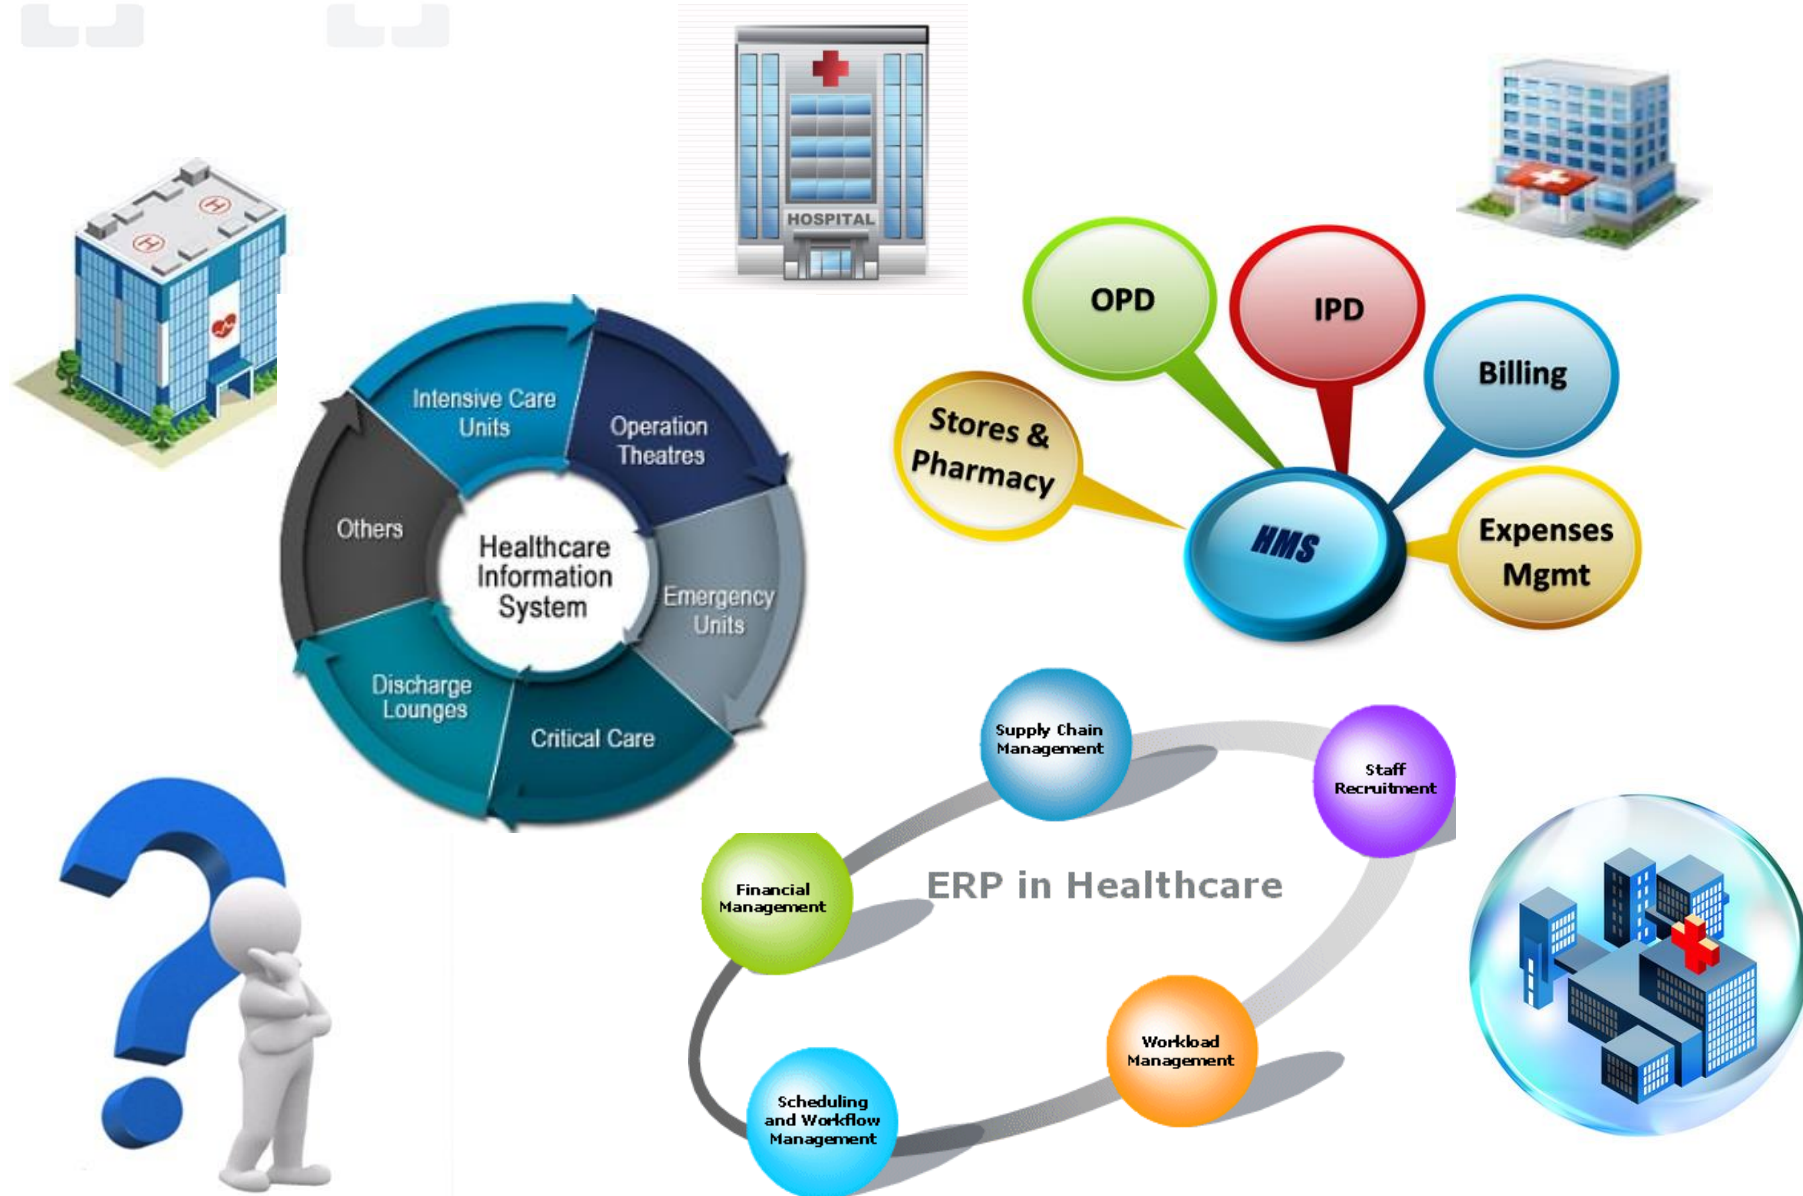 HOSPITAL
H
H
OPD
IPD
Billing
Stores &
Pharmacy
HMS
Expenses
Mgmt
Intensive Care
Units
Operation
Theatres
Others
Healthcare
Information
System
Emergency
Units
Discharge
Lounges
Critical Care
Supply Chain
Management
Staff
Recruitment
Financial
Management
ERP in Healthcare
Workload
Management
Scheduling
and Workflow
Management